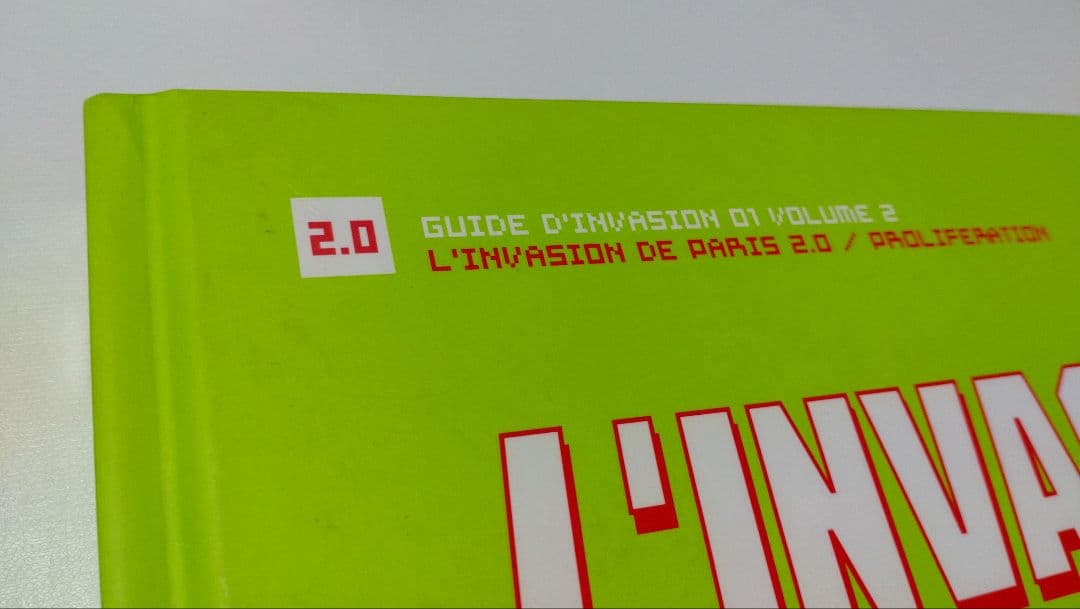 2.0
GUIDE D'INVASION 01 VOLUME 2
L'INVASION DE PARIS 2.0 / PROLIFERATION
L'INVA